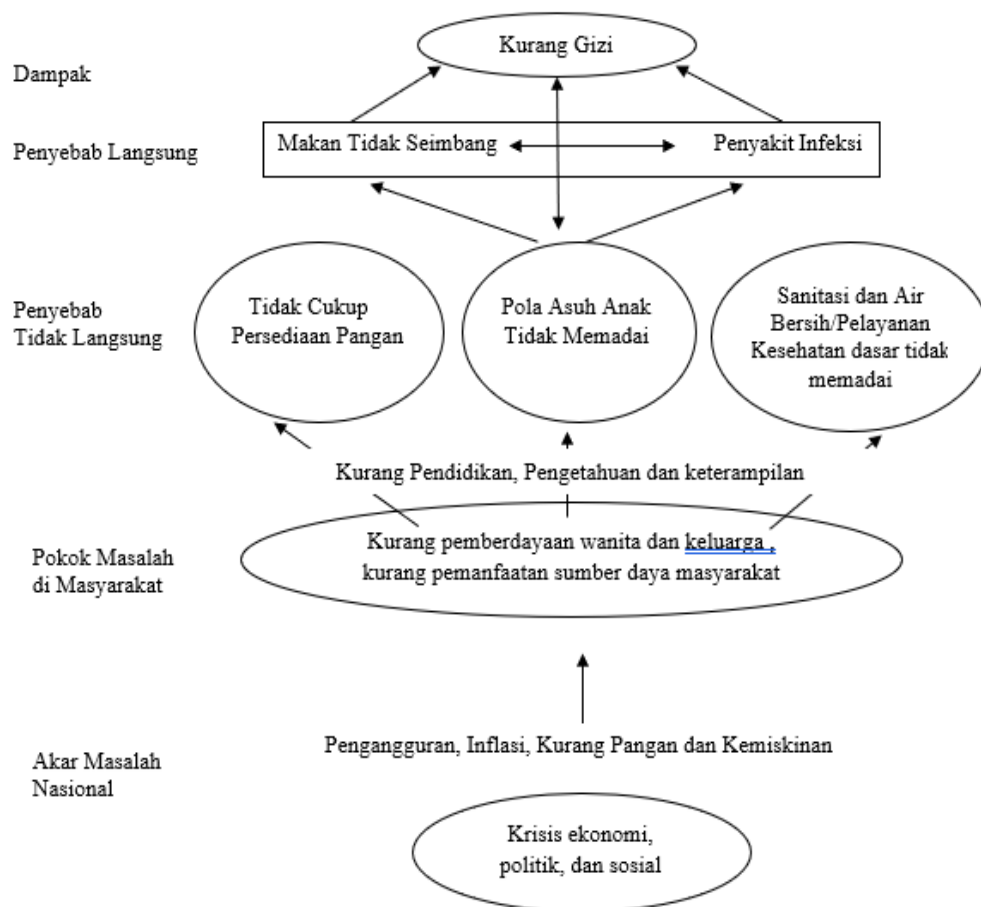 Kurang Gizi
Dampak
Penyebab Langsung
Makan Tidak Seimbang
Penyakit Infeksi
Penyebab
Tidak Langsung
Tidak Cukup
Persediaan Pangan
Pola Asuh Anak
Tidak Memadai
Sanitasi dan Air
Bersih/Pelayanan
Kesehatan dasar tidak
memadai
Kurang Pendidikan, Pengetahuan dan keterampilan
Pokok Masalah
di Masyarakat
Kurang pemberdayaan wanita dan keluarga ,
kurang pemanfaatan sumber daya masyarakat
Akar Masalah
Nasional
Pengangguran, Inflasi, Kurang Pangan dan Kemiskinan
Krisis ekonomi,
politik, dan sosial